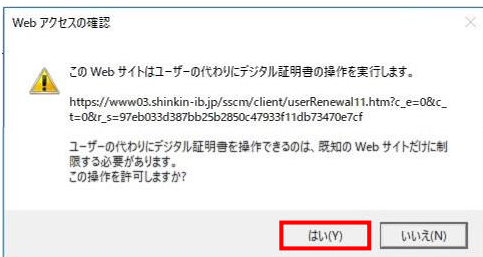 Web アクセスの確認
この Web サイトはユーザーの代わりにデジタル証明書の操作を実行します。
https://www03.shinkin-ib.jp/sscm/client/userRenewal11.htm?c_e=0&c_
t=0&r_s=97eb033d387bb25b2850c47933f11db73470e7cf
ユーザーの代わりにデジタル証明書を操作できるのは、既知の Web サイトだけに制
限する必要があります。
この操作を許可しますか?
はい(Y)
いいえ(N)